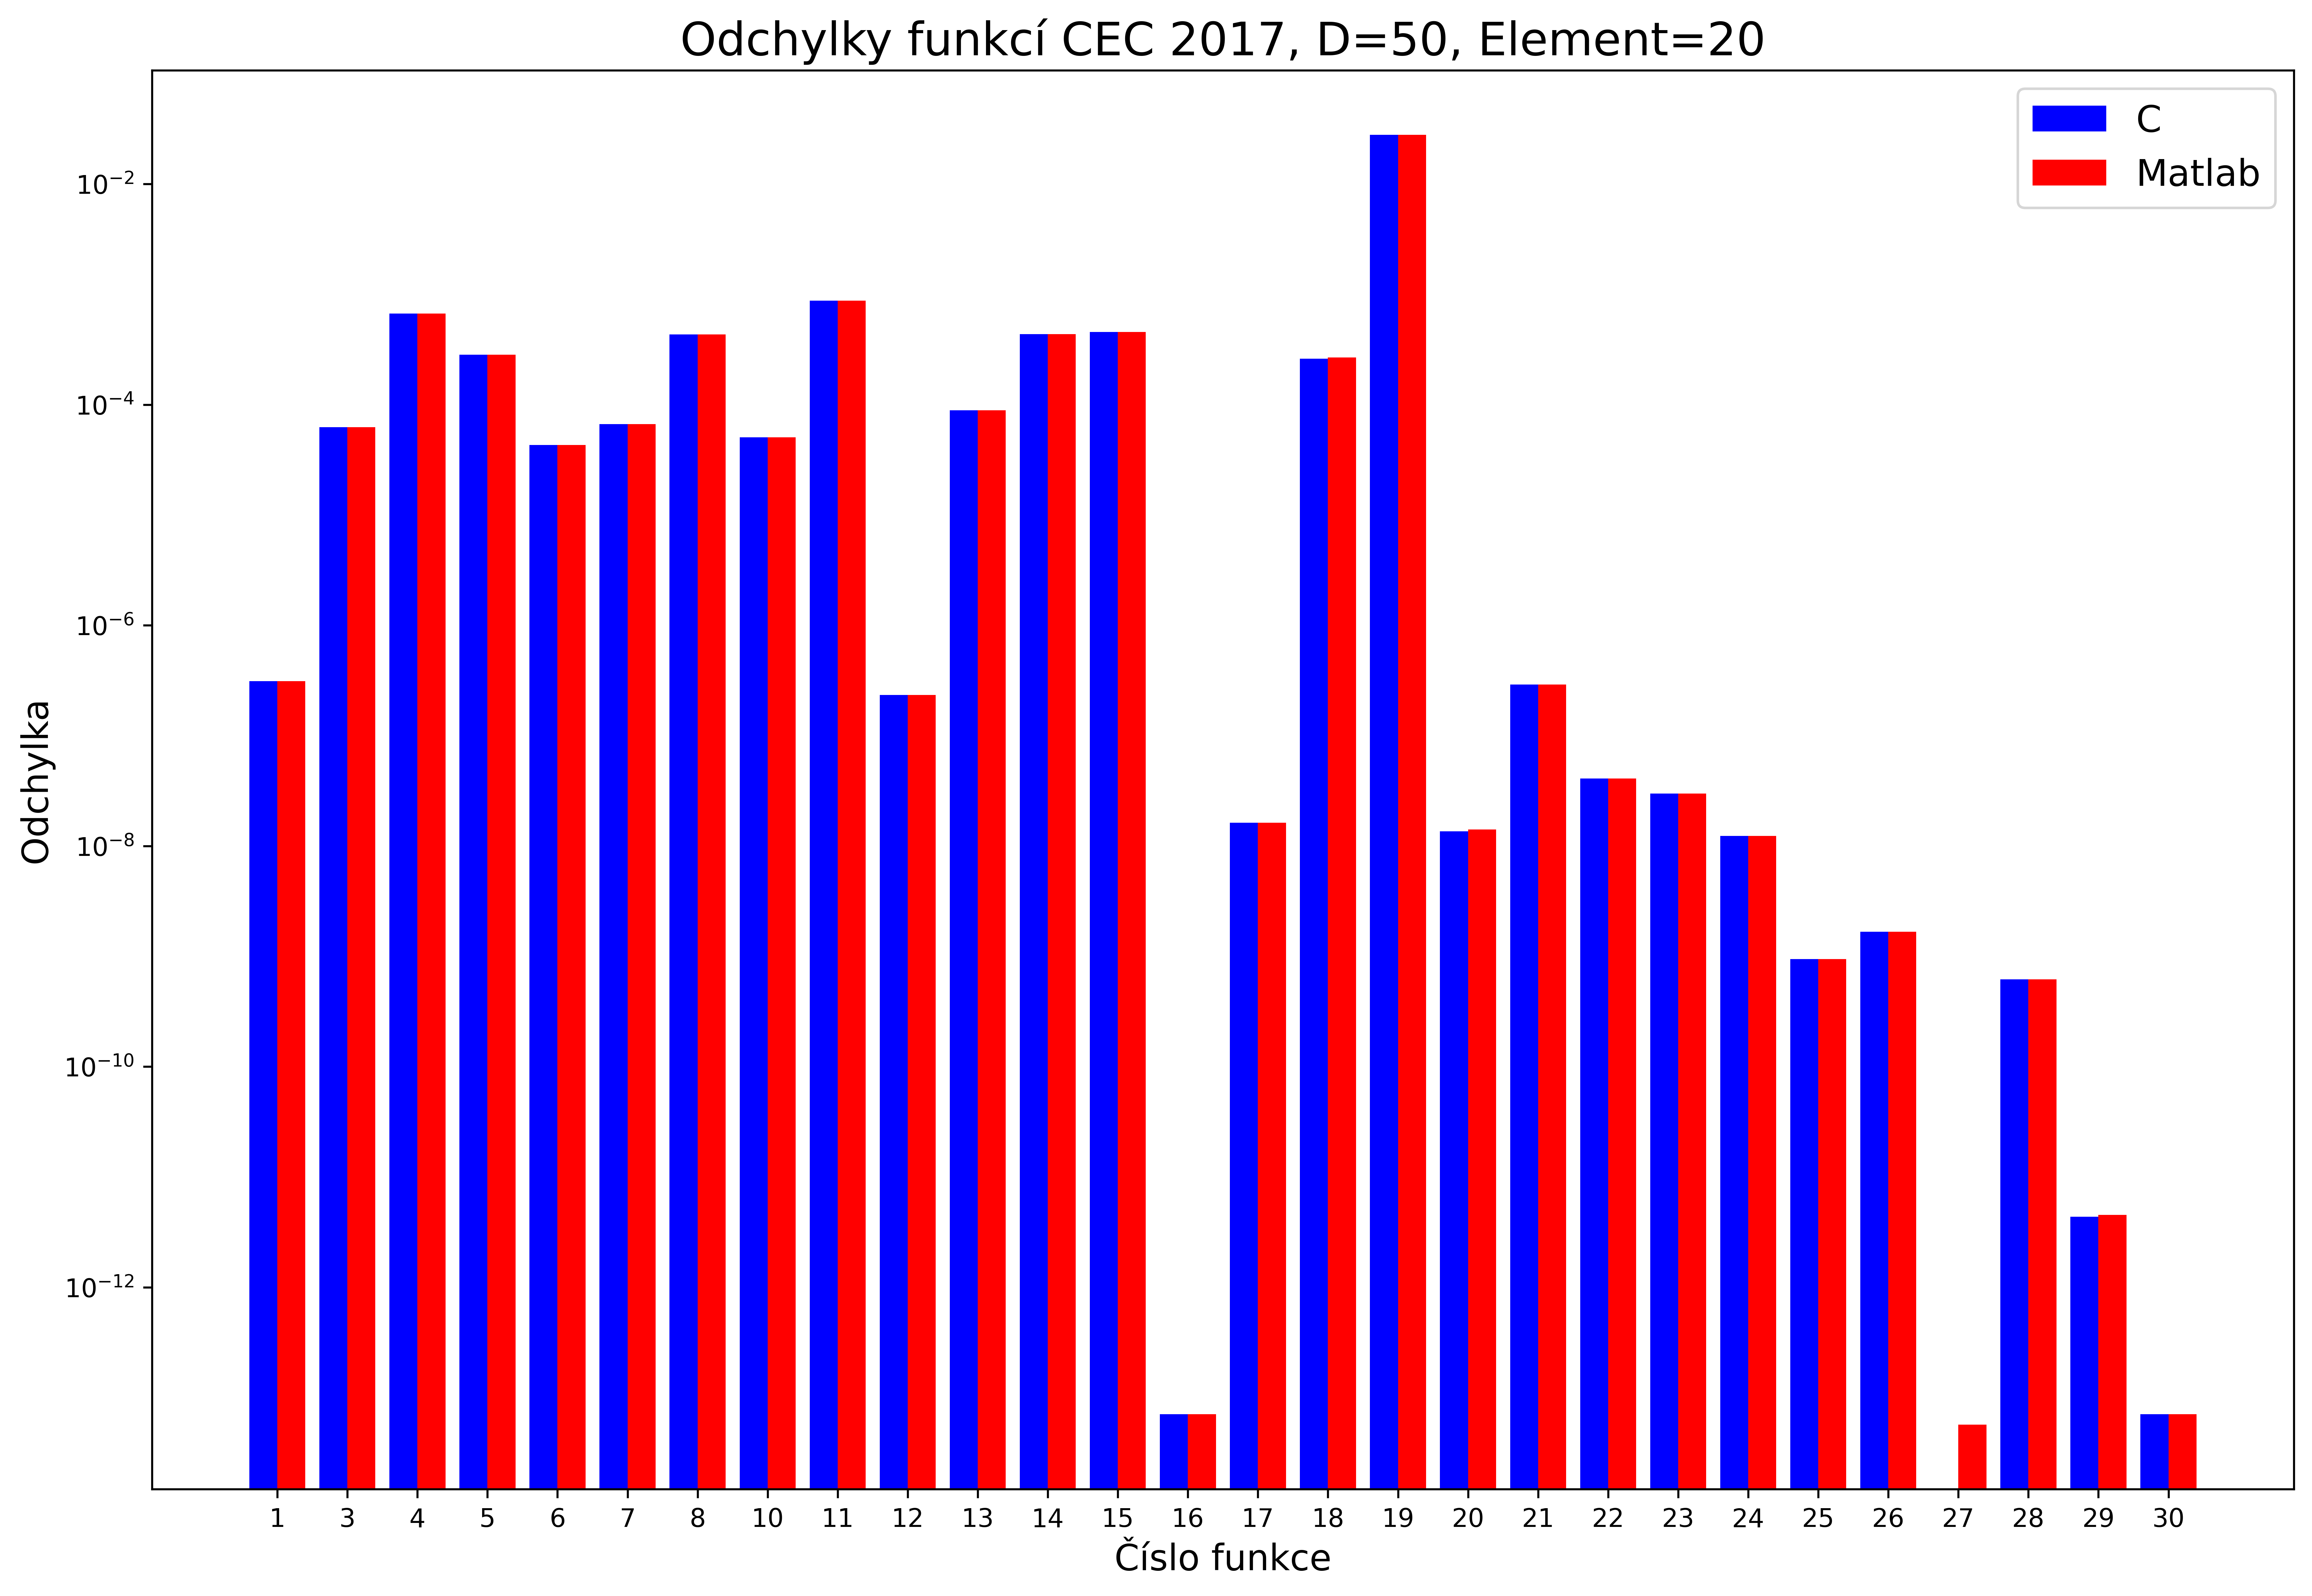 Odchylky funkcí CEC 2017, D=50, Element=20
C
Matlab
10⁻²
10⁻⁴
10⁻⁶
10⁻⁸
10⁻¹⁰
10⁻¹²
Odchylka
1 3 4 5 6 7 8 10 11 12 13 14 15 16 17 18 19 20 21 22 23 24 25 26 27 28 29 30
Číslo funkce